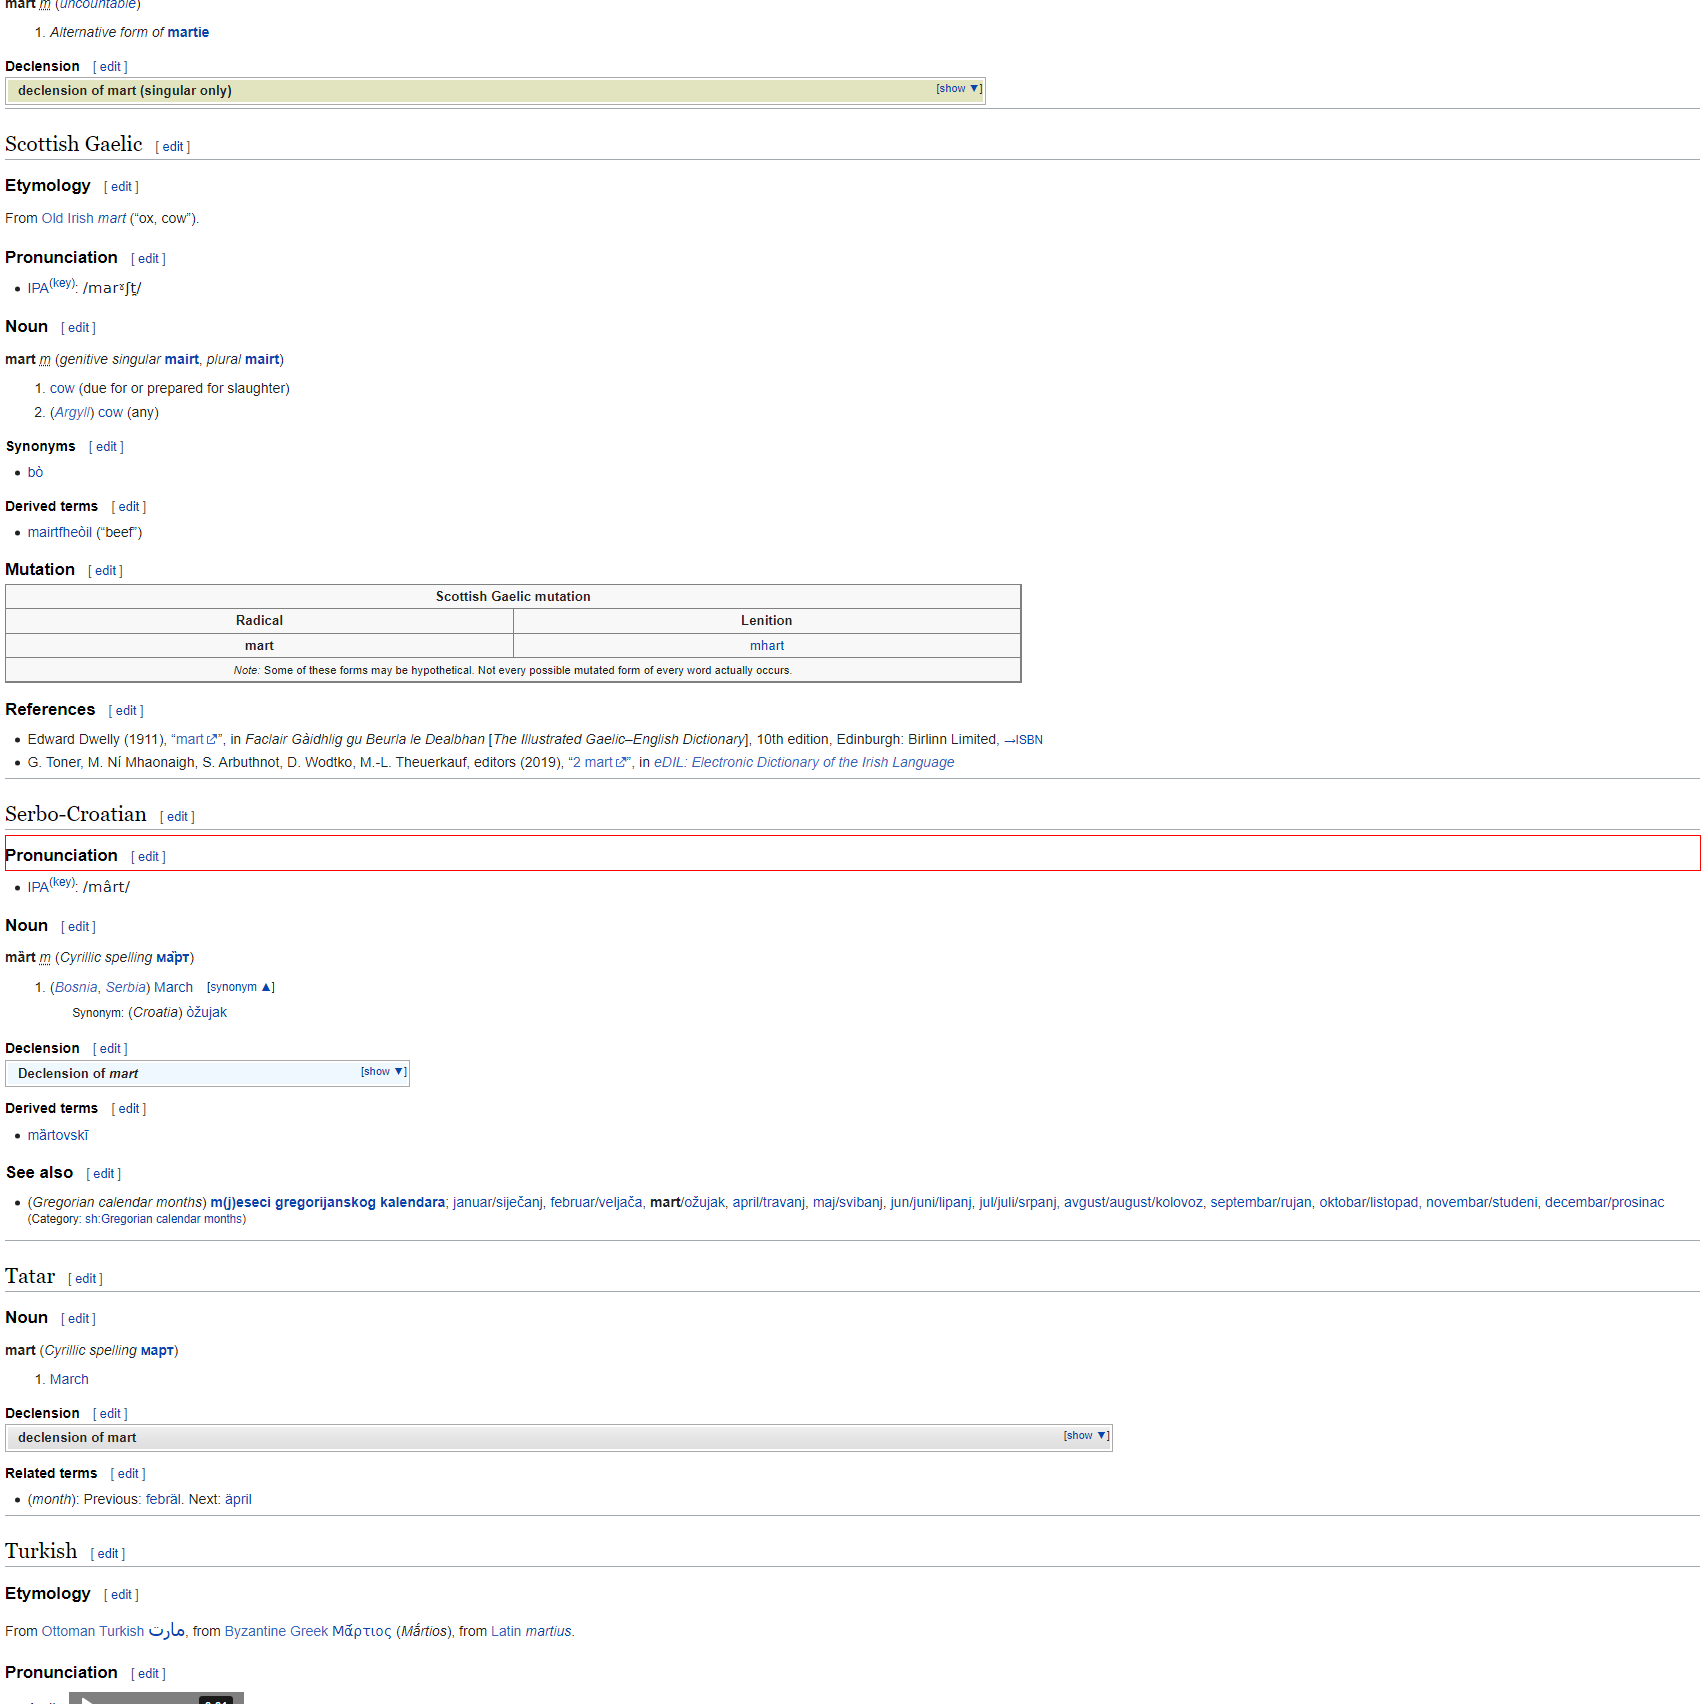 mart m (uncountable)
1. Alternative form of martie
Declension [ edit ]
declension of mart (singular only) [show ▼]
Scottish Gaelic [ edit ]
Etymology [ edit ]
From Old Irish mart (“ox, cow”).
Pronunciation [ edit ]
• IPA(key): /marˠʃt̪/
Noun [ edit ]
mart m (genitive singular mairt, plural mairt)
1. cow (due for or prepared for slaughter)
2. (Argyll) cow (any)
Synonyms [ edit ]
• bò
Derived terms [ edit ]
• mairtfheòil (“beef”)
Mutation [ edit ]
Scottish Gaelic mutation
Radical Lenition
mart mhart
Note: Some of these forms may be hypothetical. Not every possible mutated form of every word actually occurs.
References [ edit ]
• Edward Dwelly (1911), “mart”, in Faclair Gàidhlig gu Beurla le Dealbhan [The Illustrated Gaelic–English Dictionary], 10th edition, Edinburgh: Birlinn Limited, →ISBN
• G. Toner, M. Ní Mhaonaigh, S. Arbuthnot, D. Wodtko, M.-L. Theuerkauf, editors (2019), “2 mart”, in eDIL: Electronic Dictionary of the Irish Language
Serbo-Croatian [ edit ]
Pronunciation [ edit ]
• IPA(key): /mârt/
Noun [ edit ]
mȁrt m (Cyrillic spelling ма̏рт)
1. (Bosnia, Serbia) March [synonym ▲]
Synonym: (Croatia) òžujak
Declension [ edit ]
Declension of mart [show ▼]
Derived terms [ edit ]
• mȁrtovskī
See also [ edit ]
• (Gregorian calendar months) m(j)eseci gregorijanskog kalendara; januar/siječanj, februar/veljača, mart/ožujak, april/travanj, maj/svibanj, jun/juni/lipanj, jul/juli/srpanj, avgust/august/kolovoz, septembar/rujan, oktobar/listopad, novembar/studeni, decembar/prosinac
(Category: sh:Gregorian calendar months)
Tatar [ edit ]
Noun [ edit ]
mart (Cyrillic spelling март)
1. March
Declension [ edit ]
declension of mart [show ▼]
Related terms [ edit ]
• (month): Previous: febräl. Next: äpril
Turkish [ edit ]
Etymology [ edit ]
From Ottoman Turkish مارت, from Byzantine Greek Μᾰ́ρτιος (Mắrtios), from Latin martius.
Pronunciation [ edit ]